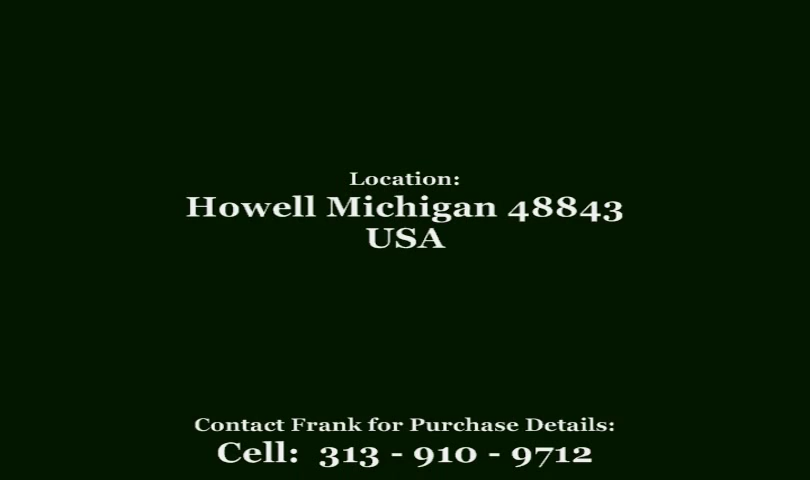 Location:
Howell Michigan 48843
USA
Contact Frank for Purchase Details:
Cell: 313 - 910 - 9712